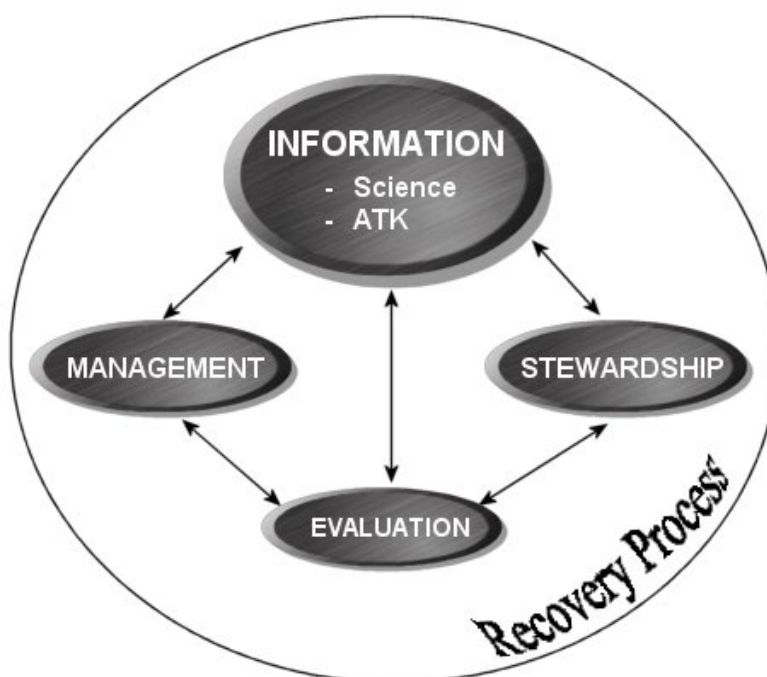 INFORMATION
- Science
- ATK
MANAGEMENT
STEWARDSHIP
EVALUATION
Recovery Process